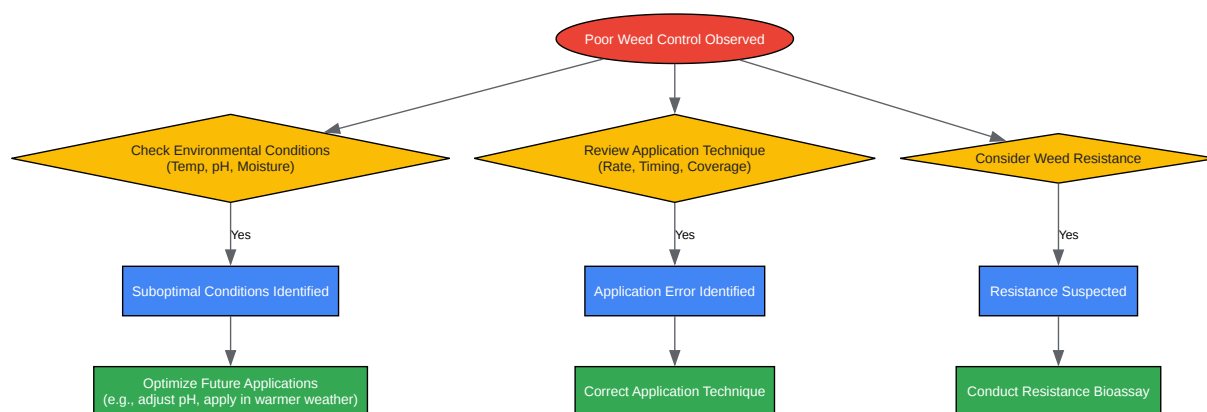 Poor Weed Control Observed
Check Environmental Conditions
(Temp, pH, Moisture)
Review Application Technique
(Rate, Timing, Coverage)
Consider Weed Resistance
Yes
Yes
Yes
Suboptimal Conditions Identified
Application Error Identified
Resistance Suspected
Optimize Future Applications
(e.g., adjust pH, apply in warmer weather)
Correct Application Technique
Conduct Resistance Bioassay